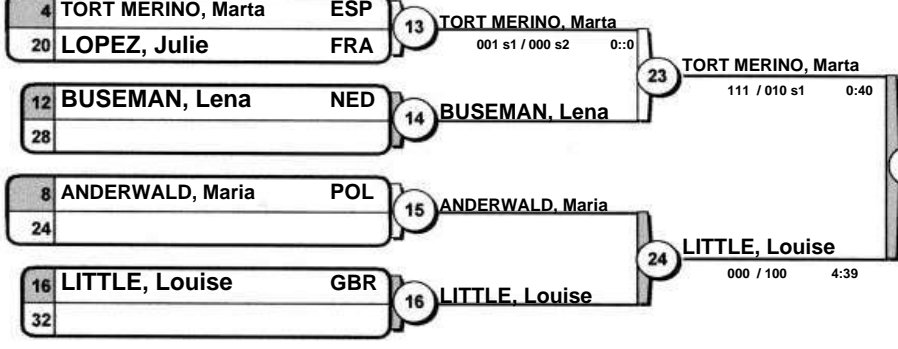 4 TORT MERINO, Marta ESP
20 LOPEZ, Julie FRA
13
TORT MERINO, Marta
001 s1 / 000 s2 0::0
12 BUSEMAN, Lena NED
28
14
BUSEMAN, Lena
23
TORT MERINO, Marta
111 / 010 s1 0:40
8 ANDERWALD, Maria POL
24
15
ANDERWALD, Maria
16 LITTLE, Louise GBR
32
16
LITTLE, Louise
24
LITTLE, Louise
000 / 100 4:39